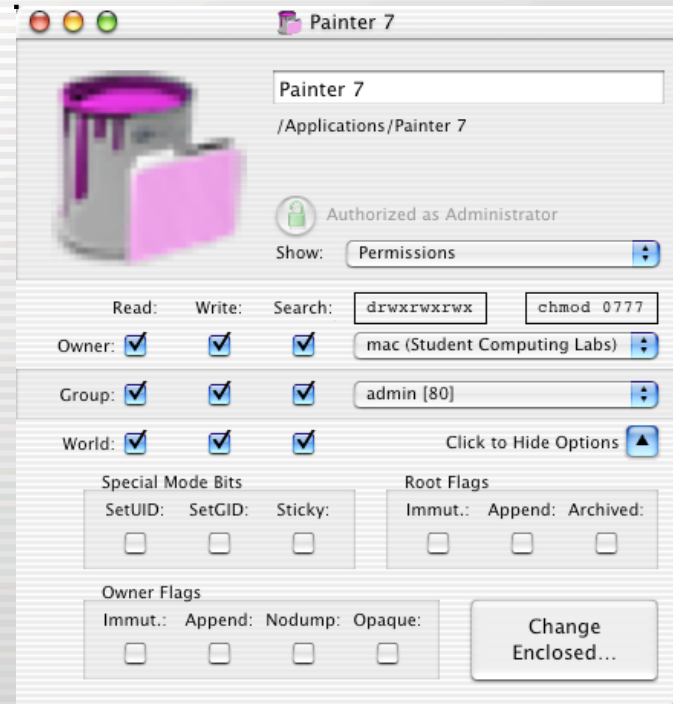 Painter 7
Painter 7
/Applications/Painter 7
Authorized as Administrator
Show: Permissions
Read: Write: Search: drwxrwxrwx chmod 0777
Owner: mac (Student Computing Labs)
Group: admin [80]
World: Click to Hide Options
Special Mode Bits Root Flags
SetUID: SetGID: Sticky: Immut.: Append: Archived:
Owner Flags
Immut.: Append: Nodump: Opaque:
Change
Enclosed...